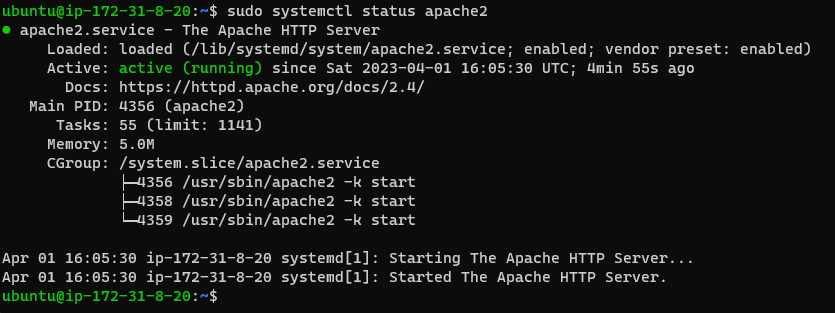 ubuntu@ip-172-31-8-20:~$ sudo systemctl status apache2
● apache2.service - The Apache HTTP Server
     Loaded: loaded (/lib/systemd/system/apache2.service; enabled; vendor preset: enabled)
     Active: active (running) since Sat 2023-04-01 16:05:30 UTC; 4min 55s ago
       Docs: https://httpd.apache.org/docs/2.4/
   Main PID: 4356 (apache2)
      Tasks: 55 (limit: 1141)
     Memory: 5.0M
     CGroup: /system.slice/apache2.service
             ├─4356 /usr/sbin/apache2 -k start
             ├─4358 /usr/sbin/apache2 -k start
             └─4359 /usr/sbin/apache2 -k start

Apr 01 16:05:30 ip-172-31-8-20 systemd[1]: Starting The Apache HTTP Server...
Apr 01 16:05:30 ip-172-31-8-20 systemd[1]: Started The Apache HTTP Server.
ubuntu@ip-172-31-8-20:~$